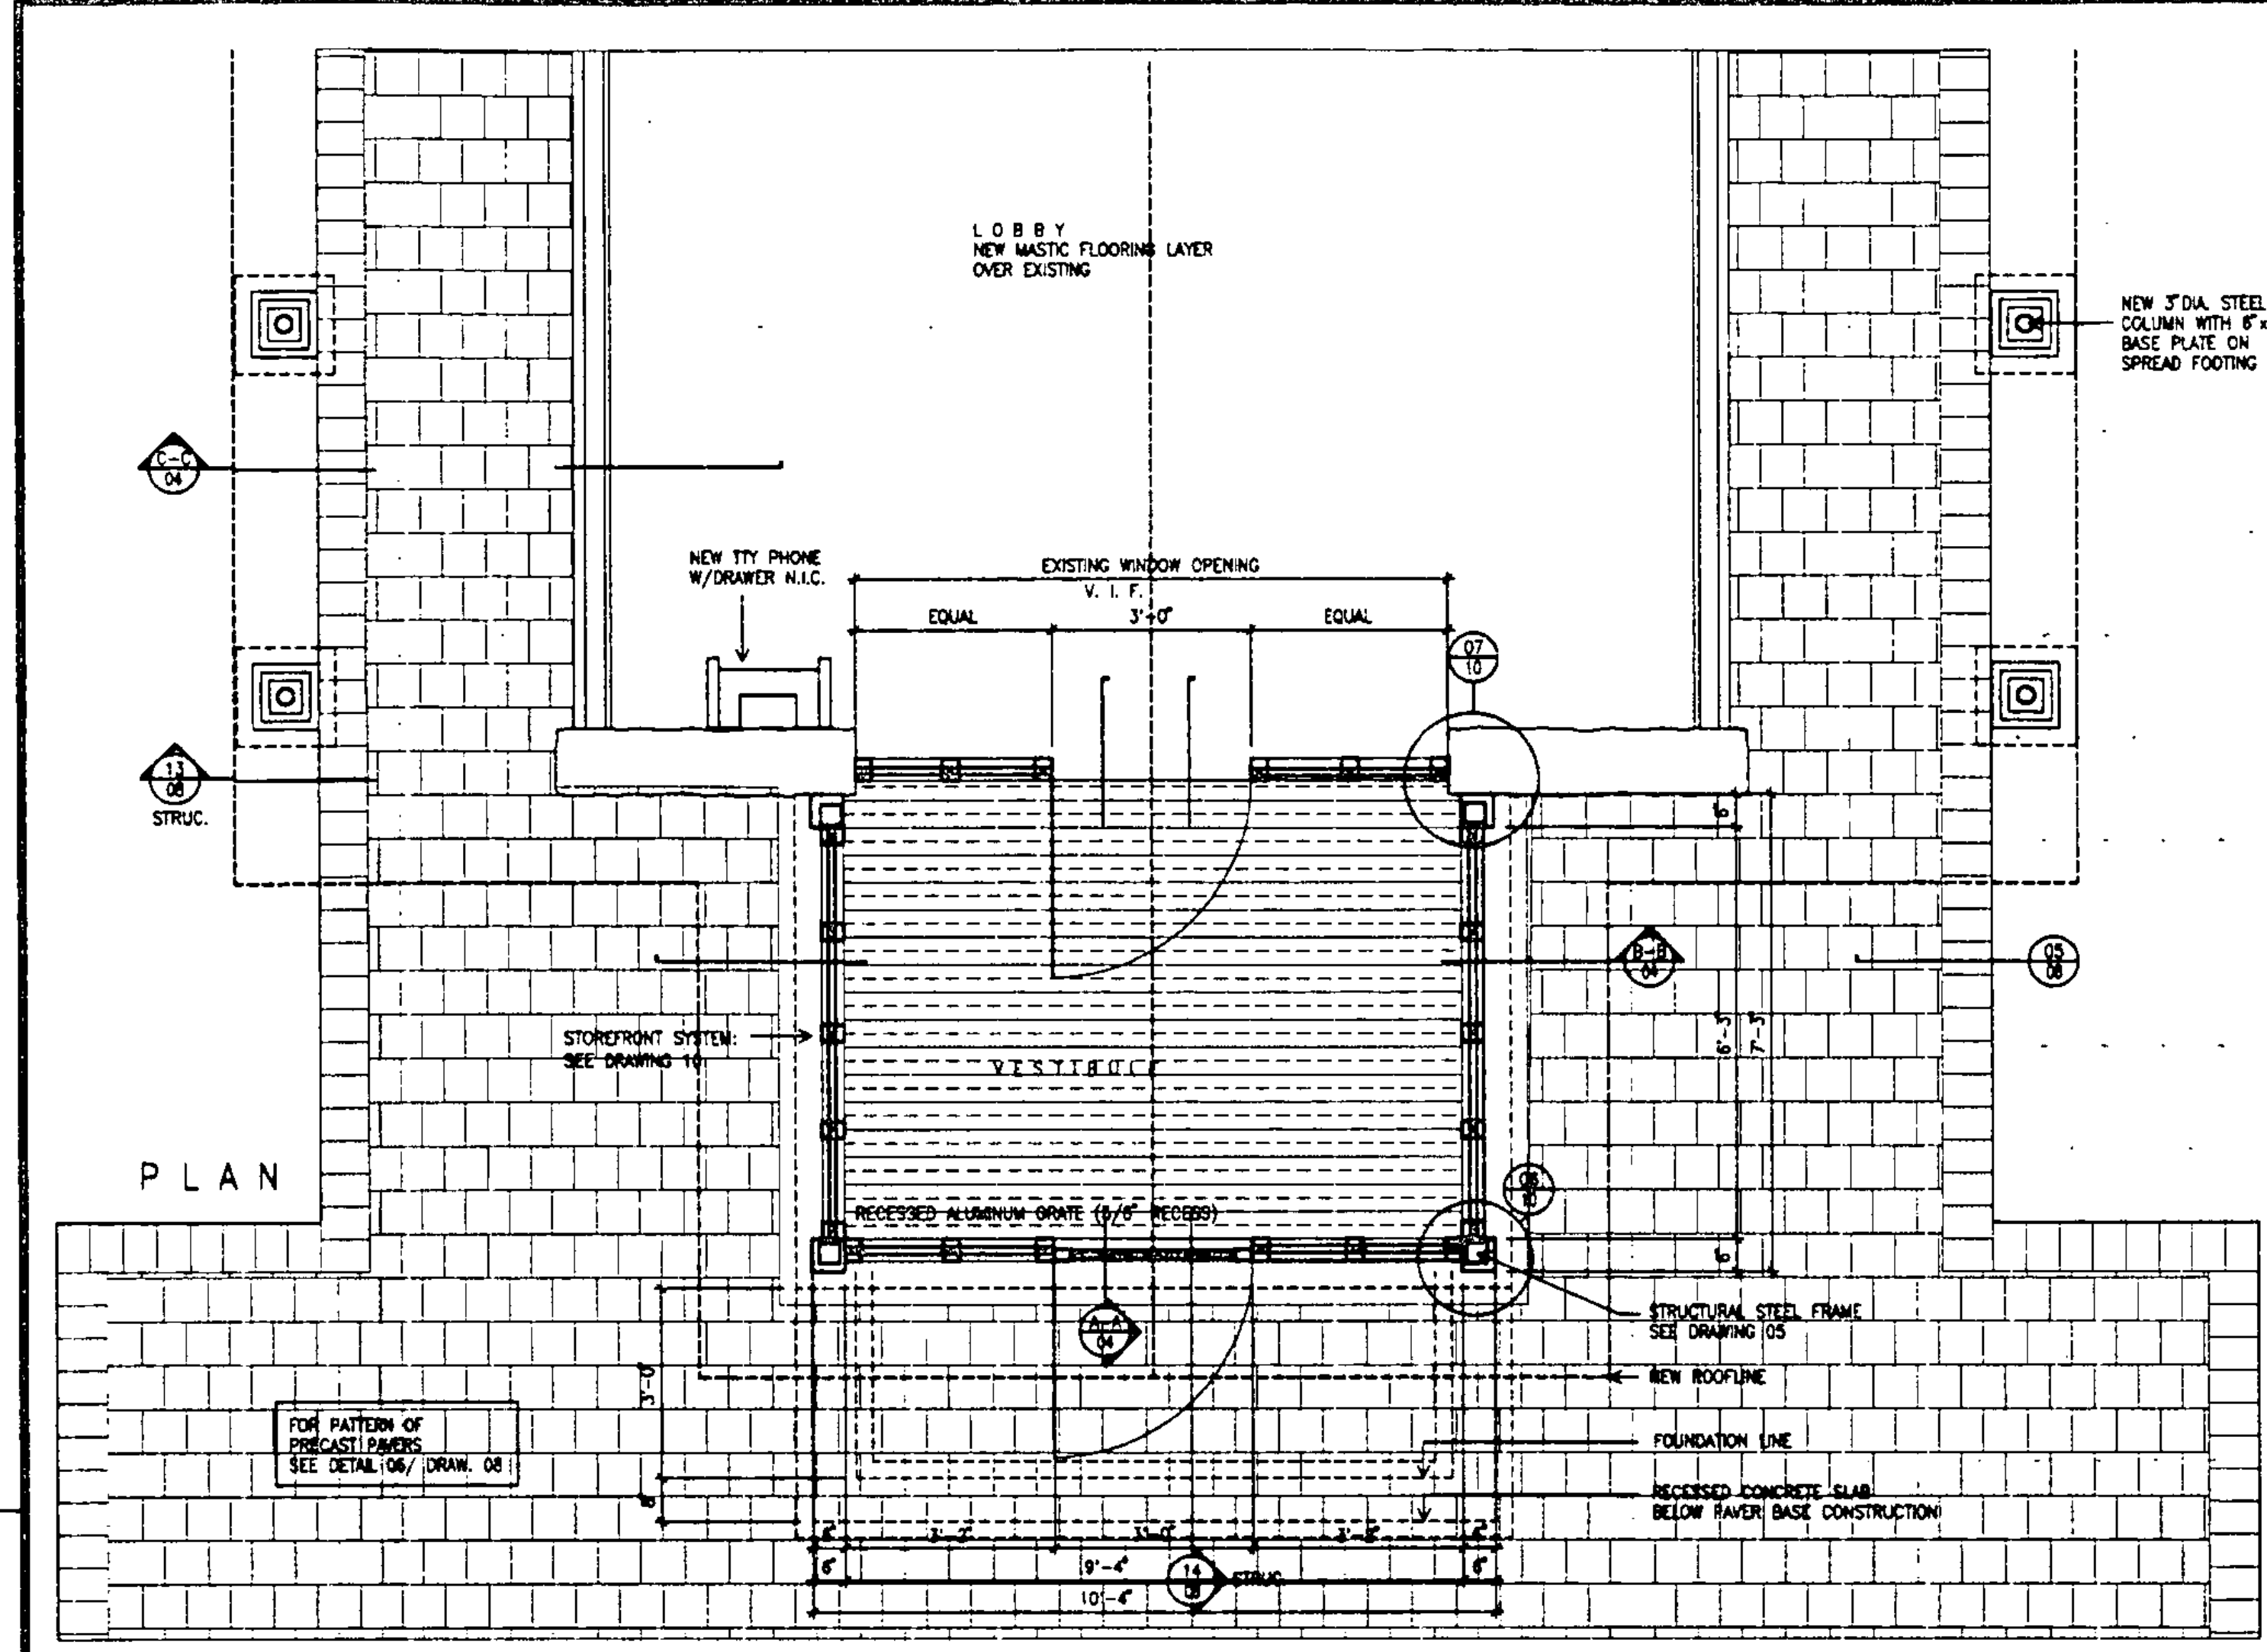 L O B B Y
NEW MASTIC FLOORING LAYER
OVER EXISTING
NEW 3" DIA. STEEL
COLUMN WITH 8"x
BASE PLATE ON
SPREAD FOOTING
C-C
04
NEW TTY PHONE
W/DRAWER N.I.C.
EXISTING WINDOW OPENING
V. I. F.
EQUAL
3'-0"
EQUAL
07
10
13
08
STRUC.
6"
B-B
04
05
08
STOREFRONT SYSTEM:
SEE DRAWING 10
6'-3"
7'-3"
VESTIBULE
P L A N
RECESSED ALUMINUM GRATE RECESS)
6"
STRUCTURAL STEEL FRAME
SEE DRAWING 05
A-A
04
3'-0"
NEW ROOFLINE
FOR PATTERN OF
PRECAST PAVERS
SEE DETAIL 06/ DRAW. 08
FOUNDATION LINE
RECESSED CONCRETE SLAB
BELOW PAVER BASE CONSTRUCTION
8"
6"
3'-2"
3'-0"
3'-2"
6"
6"
9'-4"
6"
14
08
STRUC.
10'-4"